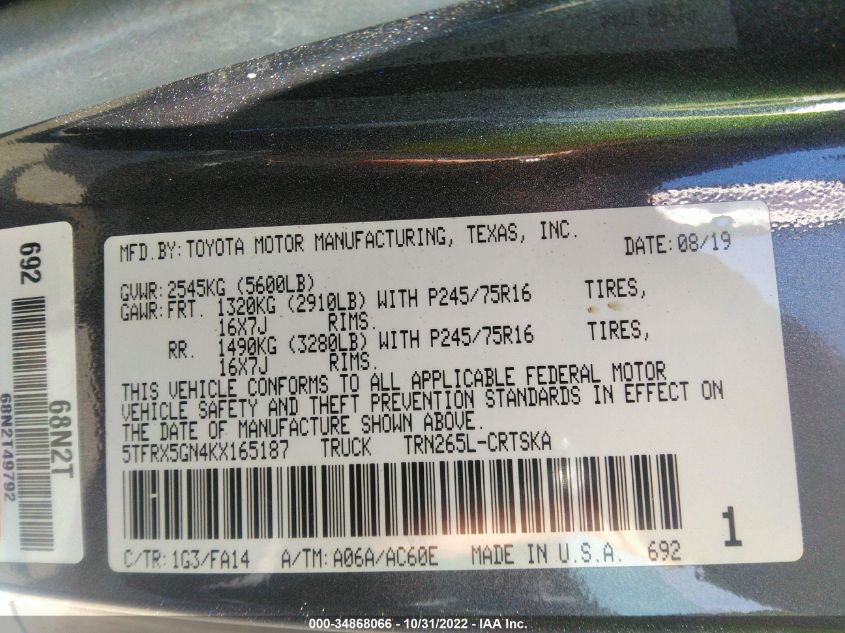 MFD.BY:TOYOTA MOTOR MANUFACTURING, TEXAS, INC. DATE:08/19
GVWR:2545KG (5600LB)
GAWR:FRT. 1320KG (2910LB) WITH P245/75R16 TIRES,
16X7J RIMS.
RR. 1490KG (3280LB) WITH P245/75R16 TIRES,
16X7J RIMS.
THIS VEHICLE CONFORMS TO ALL APPLICABLE FEDERAL MOTOR
VEHICLE SAFETY AND THEFT PREVENTION STANDARDS IN EFFECT ON
THE DATE OF MANUFACTURE SHOWN ABOVE.
5TFRX5GN4KX165187 TRUCK TRN265L-CRTSKA
1
C/TR:1G3/FA14 A/TM:A06A/AC60E MADE IN U.S.A. 692
692
68N2T
68N2T49792
000-34868066 - 10/31/2022 - IAA Inc.